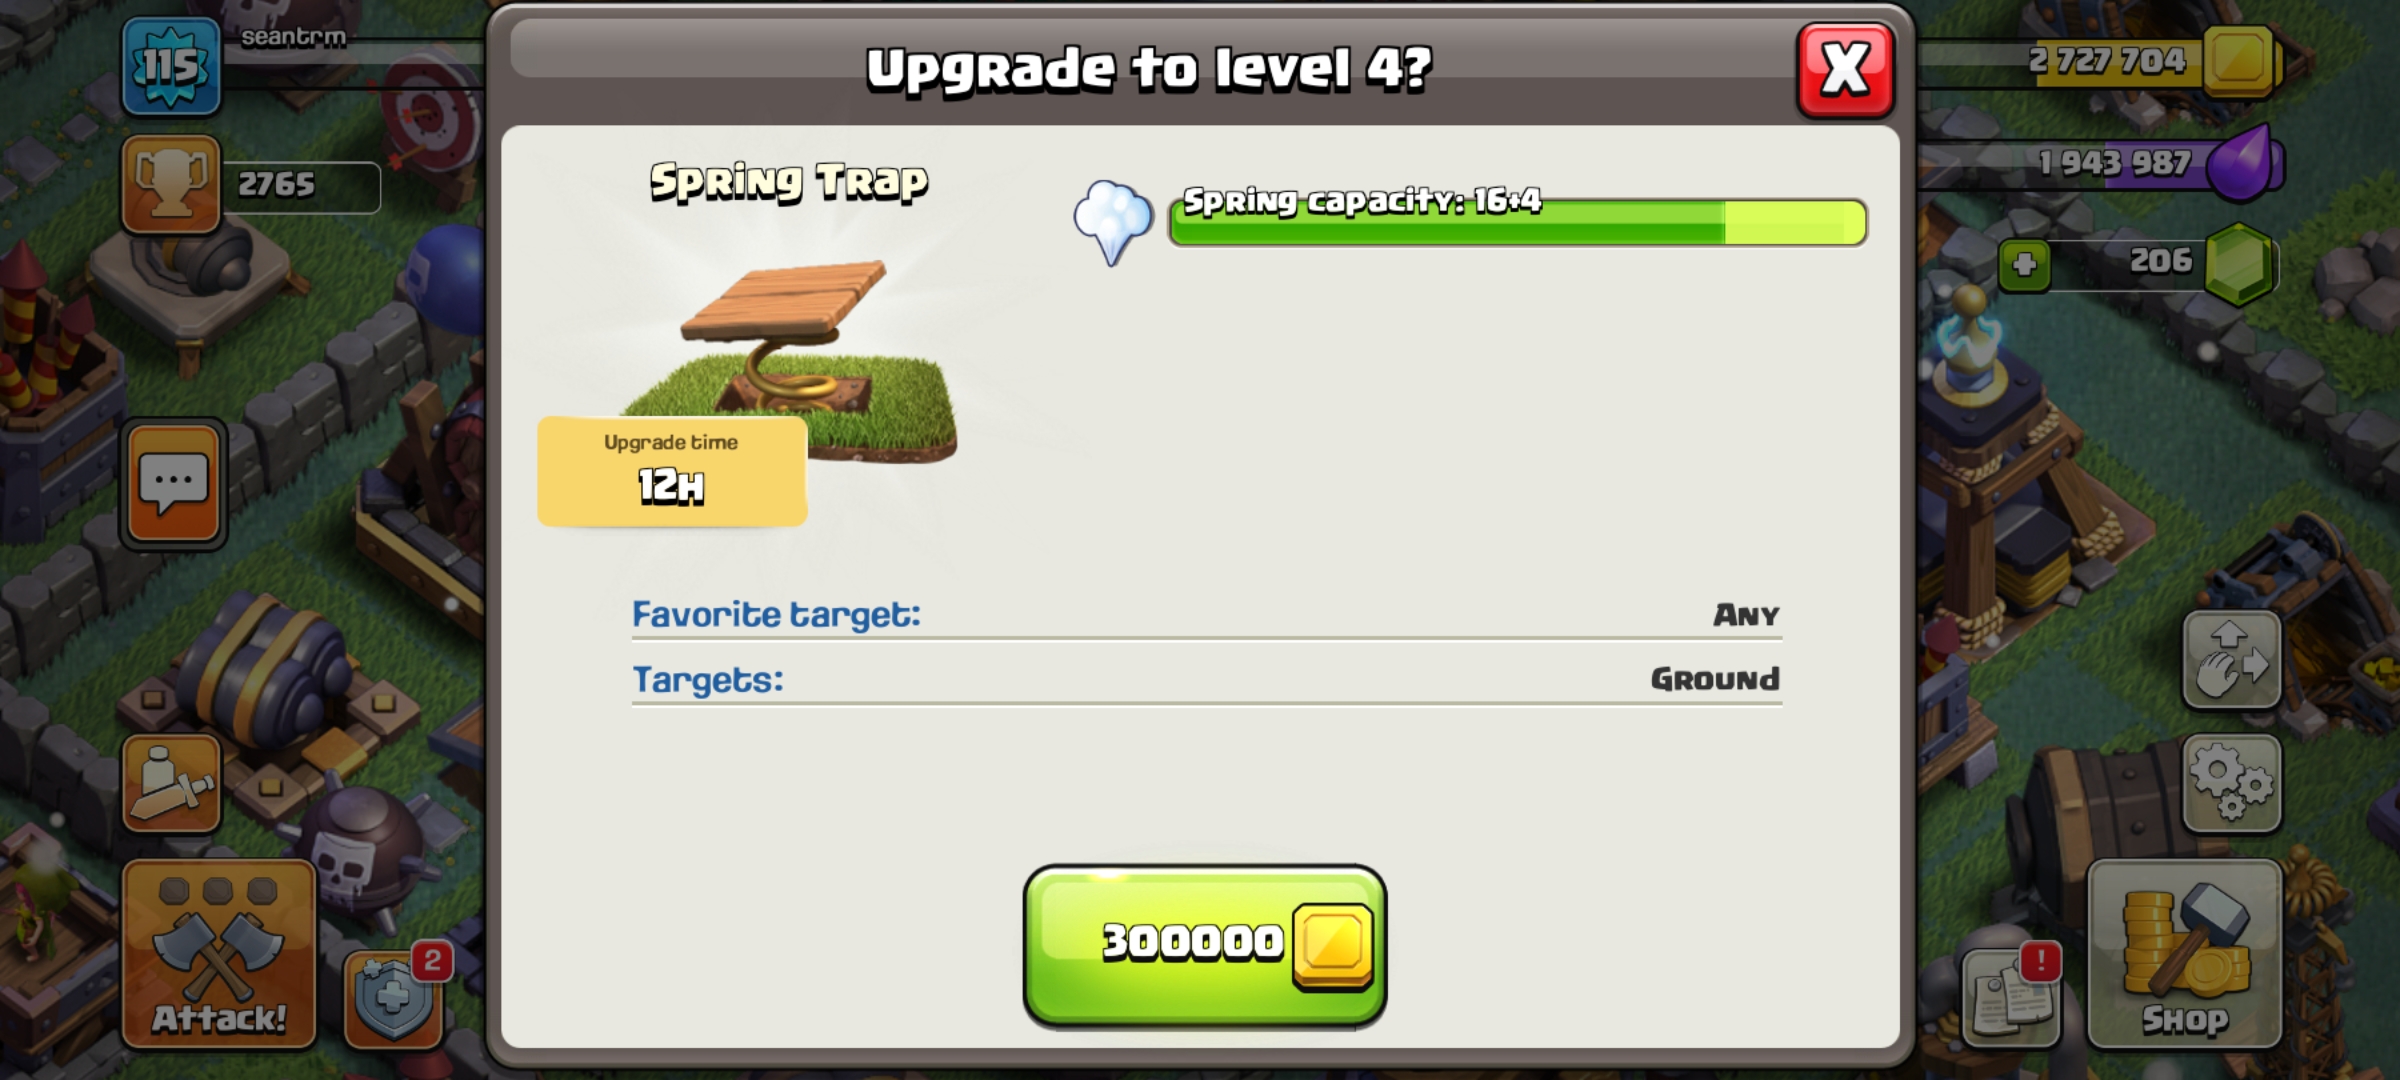 115
seantrm
2765
Upgrade to level 4?
X
2 727 704
1 943 987
206
Spring Trap
Spring capacity: 16+4
Upgrade time
12H
Favorite target: Any
Targets: Ground
300000
2
Attack!
!
Shop